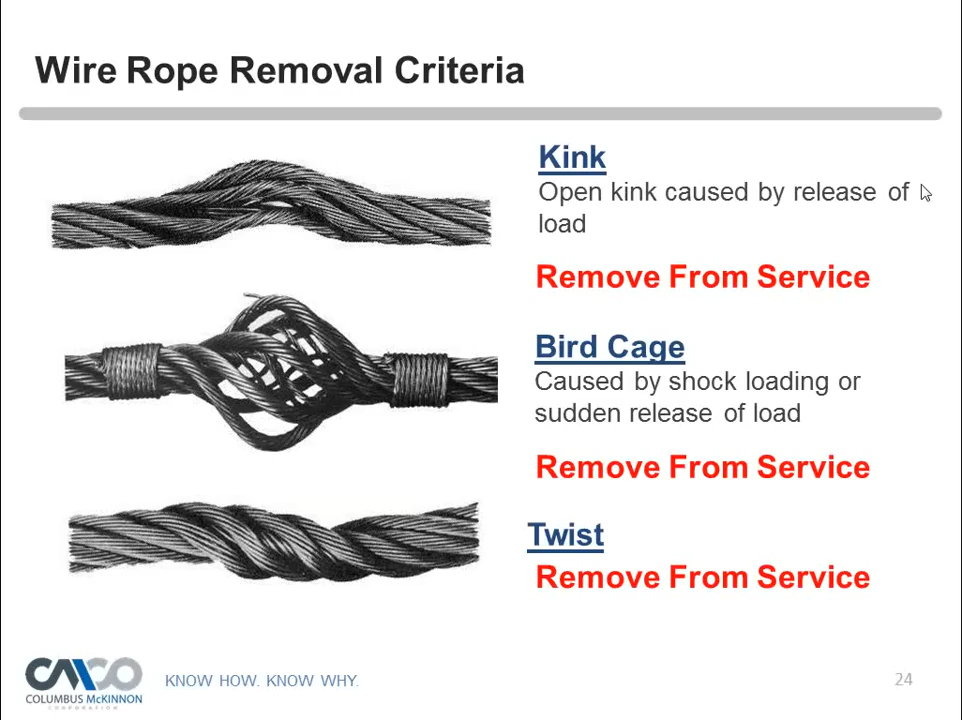 Wire Rope Removal Criteria
Kink
Open kink caused by release of
load
Remove From Service
Bird Cage
Caused by shock loading or
sudden release of load
Remove From Service
Twist
Remove From Service
CMCO
COLUSMBUS McKINNON
CORPORATION
KNOW HOW. KNOW WHY.
24